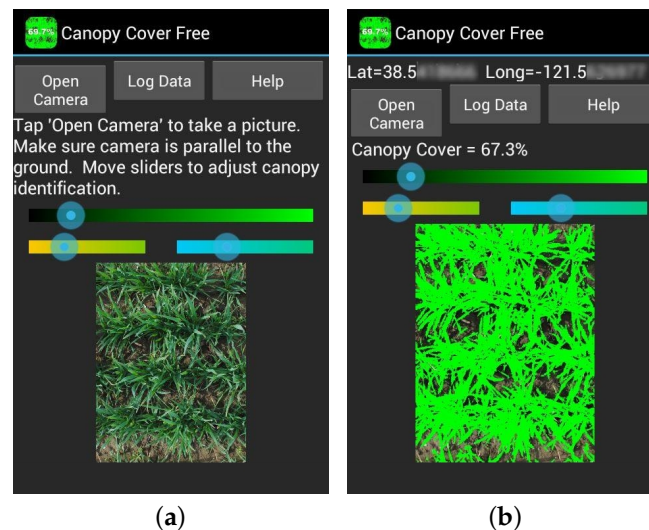 69.7% Canopy Cover Free
Open Camera
Log Data
Help
Tap 'Open Camera' to take a picture.
Make sure camera is parallel to the
ground. Move sliders to adjust canopy
identification.
(a)
69.7% Canopy Cover Free
Lat=38.5 Long=-121.5
Open Camera
Log Data
Help
Canopy Cover = 67.3%
(b)